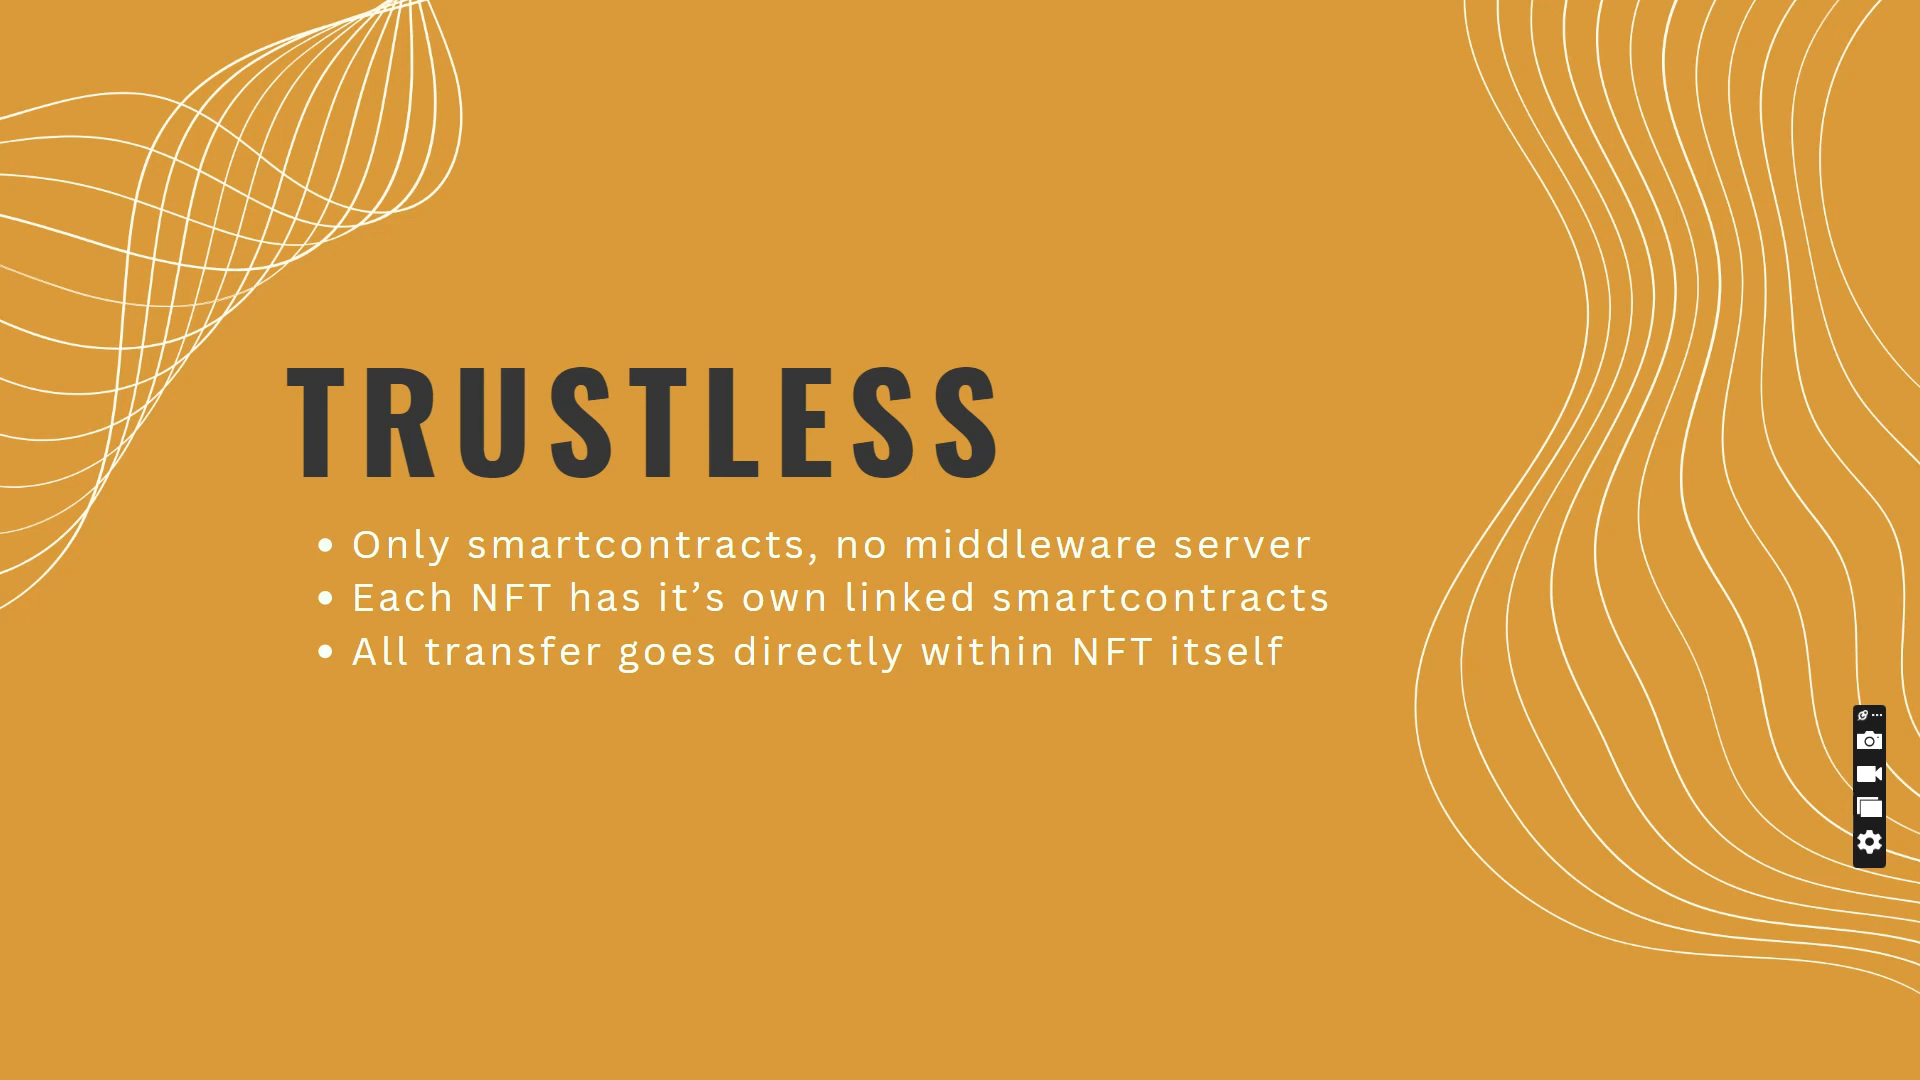 TRUSTLESS
• Only smartcontracts, no middleware server
• Each NFT has it’s own linked smartcontracts
• All transfer goes directly within NFT itself